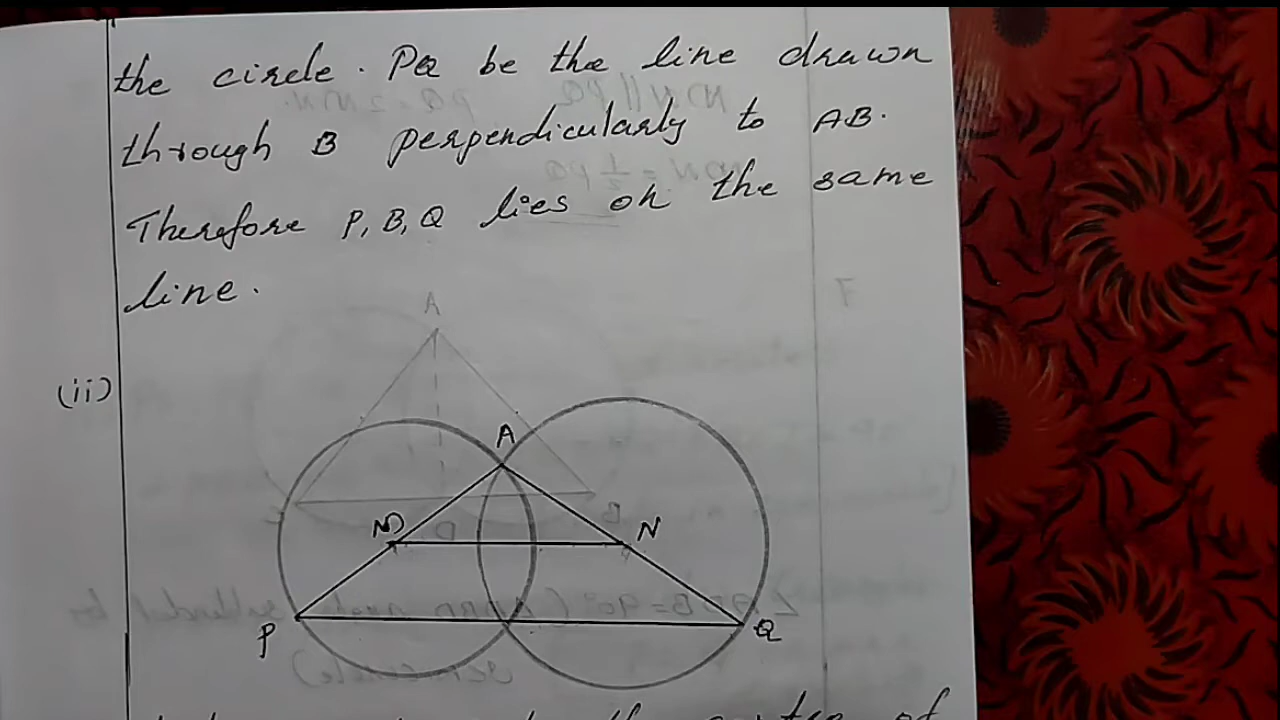 the circle. PQ be the line drawn
through B perpendicularly to AB.
Therefore P, B, Q lies on the same
line.
(ii)
A
M
N
P
Q